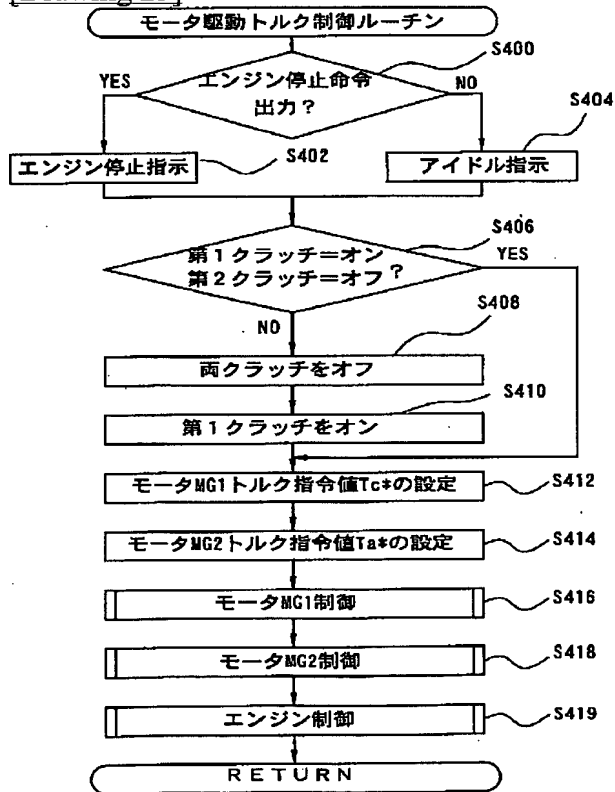 モータ駆動トルク制御ルーチン
S400
エンジン停止命令
出力?
YES
NO
S404
エンジン停止指示
S402
アイドル指示
S406
第1クラッチ=オン
第2クラッチ=オフ
?
YES
NO
S408
両クラッチをオフ
S410
第1クラッチをオン
モータMG1トルク指令値Tc*の設定
S412
モータMG2トルク指令値Ta*の設定
S414
モータMG1制御
S416
モータMG2制御
S418
エンジン制御
S419
RETURN